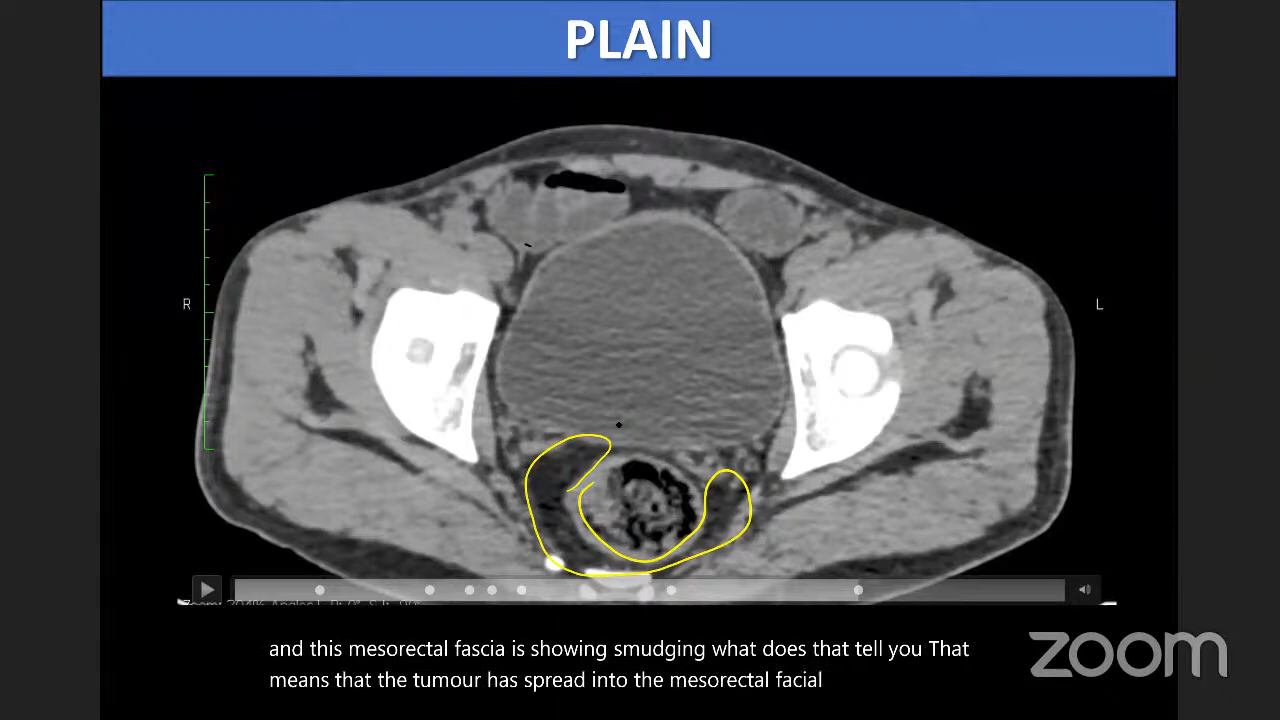 PLAIN
R
L
and this mesorectal fascia is showing smudging what does that tell you That
means that the tumour has spread into the mesorectal facial
zoom